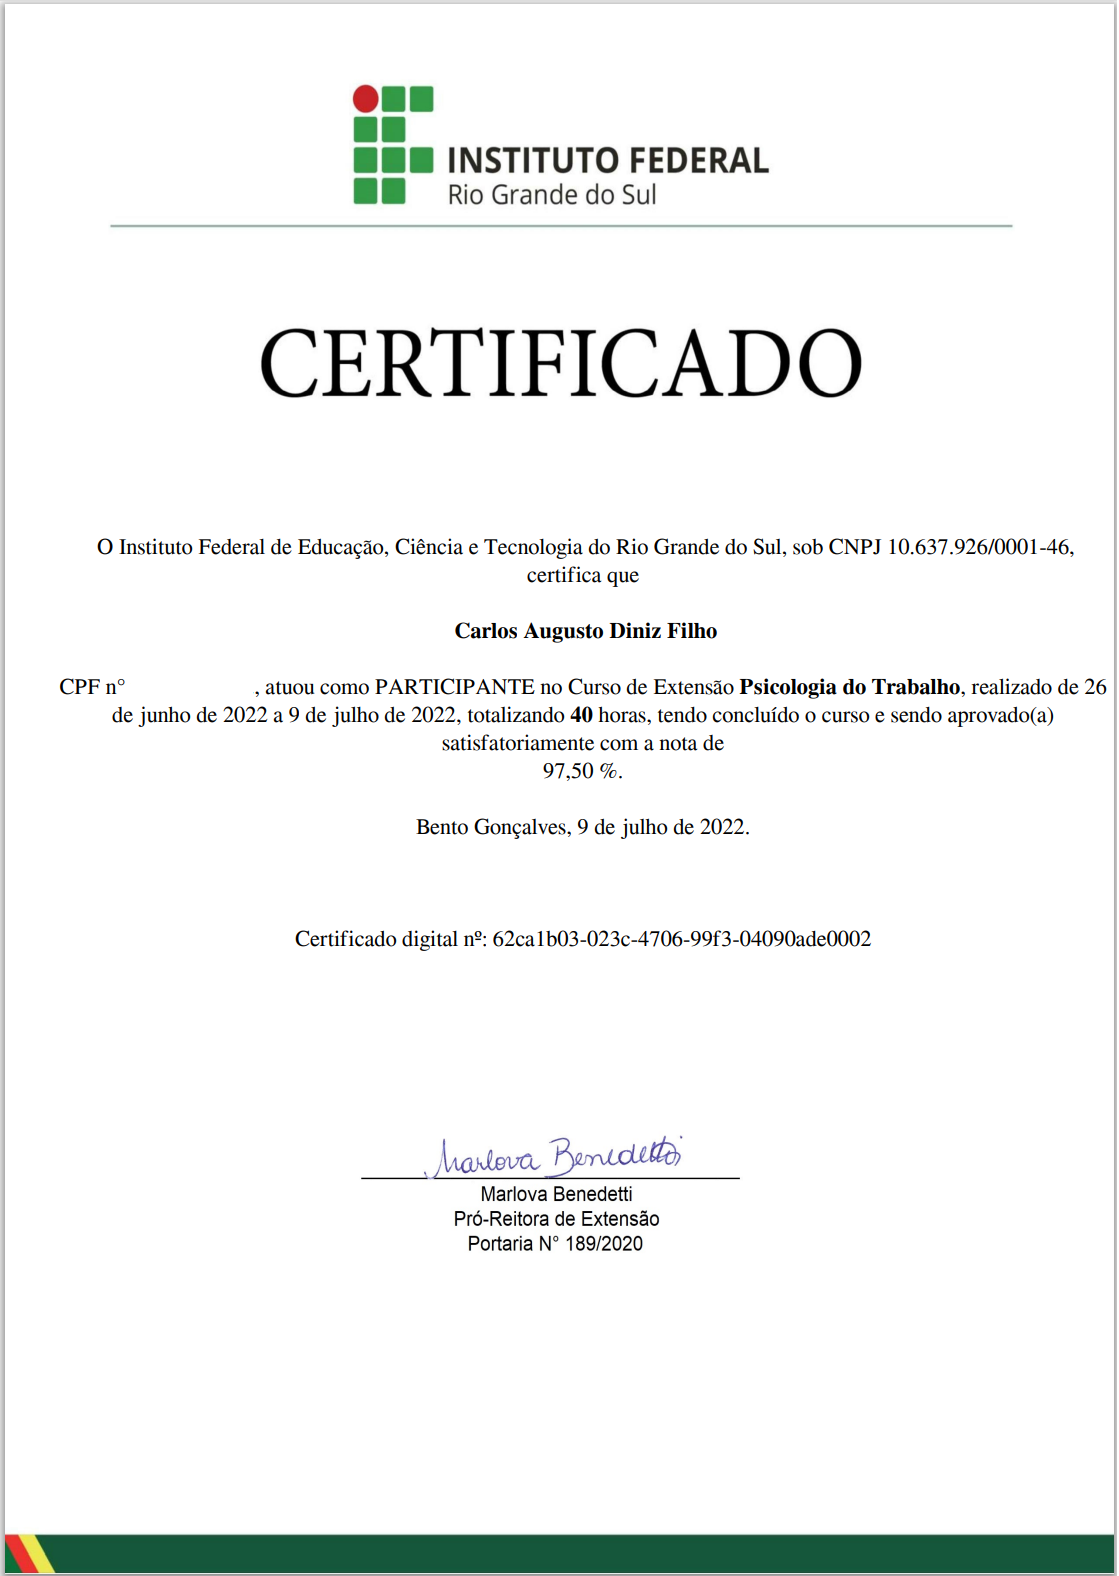 INSTITUTO FEDERAL
Rio Grande do Sul
CERTIFICADO
O Instituto Federal de Educação, Ciência e Tecnologia do Rio Grande do Sul, sob CNPJ 10.637.926/0001-46,
certifica que
Carlos Augusto Diniz Filho
CPF n° , atuou como PARTICIPANTE no Curso de Extensão Psicologia do Trabalho, realizado de 26
de junho de 2022 a 9 de julho de 2022, totalizando 40 horas, tendo concluído o curso e sendo aprovado(a)
satisfatoriamente com a nota de
97,50 %.
Bento Gonçalves, 9 de julho de 2022.
Certificado digital nº: 62ca1b03-023c-4706-99f3-04090ade0002
Marlova Benedetti
Marlova Benedetti
Pró-Reitora de Extensão
Portaria N° 189/2020